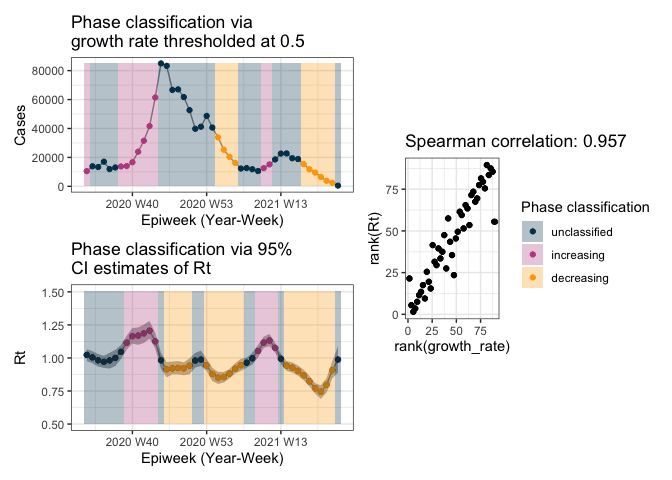 Phase classification via
growth rate thresholded at 0.5
Cases
80000
60000
40000
20000
0
2020 W40
2020 W53
2021 W13
Epiweek (Year-Week)
Phase classification via 95%
CI estimates of Rt
Rt
1.50
1.25
1.00
0.75
0.50
2020 W40
2020 W53
2021 W13
Epiweek (Year-Week)
Spearman correlation: 0.957
rank(Rt)
75
50
25
0
0
25
50
75
rank(growth_rate)
Phase classification
unclassified
increasing
decreasing